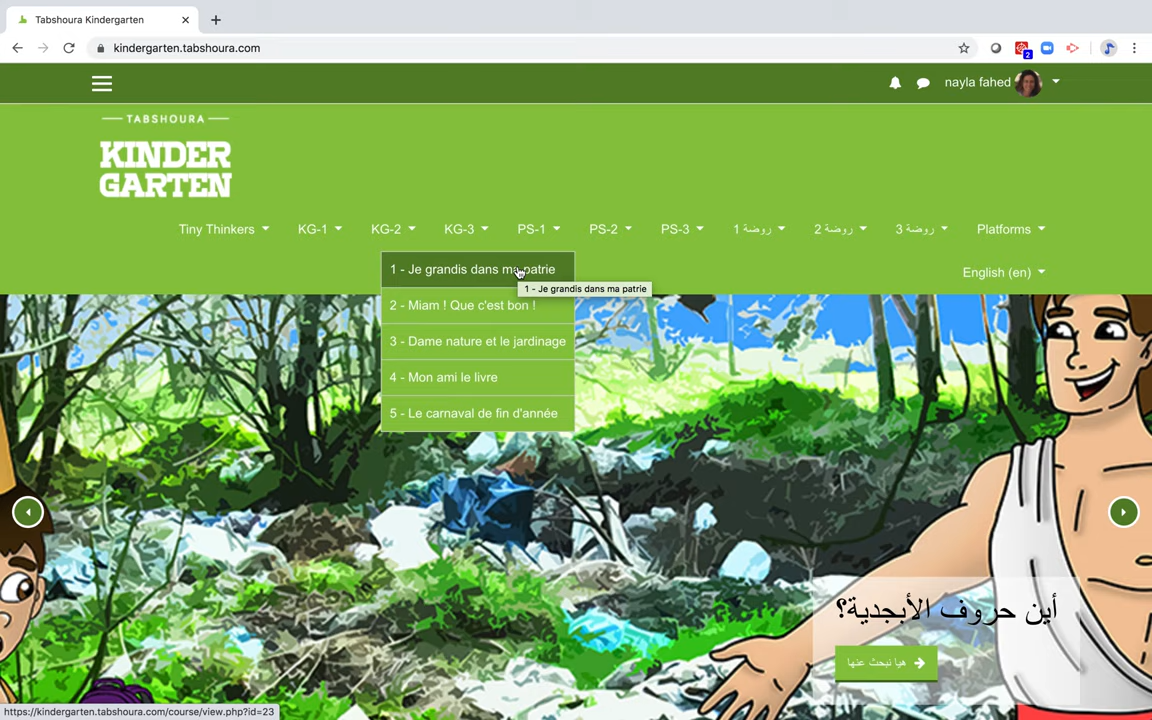 Tabshoura Kindergarten
kindergarten.tabshoura.com
2
nayla fahed
TABSHOURA
KINDER
GARTEN
Tiny Thinkers KG-1 KG-2 KG-3 PS-1 PS-2 PS-3 روضة 1 روضة 2 روضة 3 Platforms
English (en)
1 - Je grandis dans ma patrie
1 - Je grandis dans ma patrie
2 - Miam ! Que c'est bon !
3 - Dame nature et le jardinage
4 - Mon ami le livre
5 - Le carnaval de fin d'année
أين حروف الأبجدية؟
هيا نبحث عنها
https://kindergarten.tabshoura.com/course/view.php?id=23